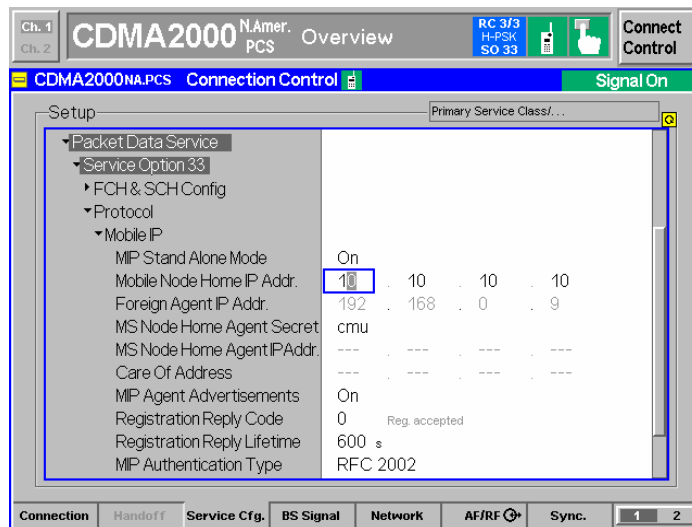 Ch. 1
Ch. 2
CDMA2000 N.Amer. PCS Overview
RC 3/3
H-PSK
SO 33
Connect Control
CDMA2000NA.PCS Connection Control
Signal On
Setup
Primary Service Class/...
Packet Data Service
Service Option 33
FCH & SCH Config
Protocol
Mobile IP
MIP Stand Alone Mode On
Mobile Node Home IP Addr. 10 . 10 . 10 . 10
Foreign Agent IP Addr. 192 . 168 . 0 . 9
MS Node Home Agent Secret cmu
MS Node Home Agent IPAddr. --- . --- . --- . ---
Care Of Address --- . --- . --- . ---
MIP Agent Advertisements On
Registration Reply Code 0 Reg. accepted
Registration Reply Lifetime 600 s
MIP Authentication Type RFC 2002
Connection Handoff Service Cfg. BS Signal Network AF/RF Sync. 1 2